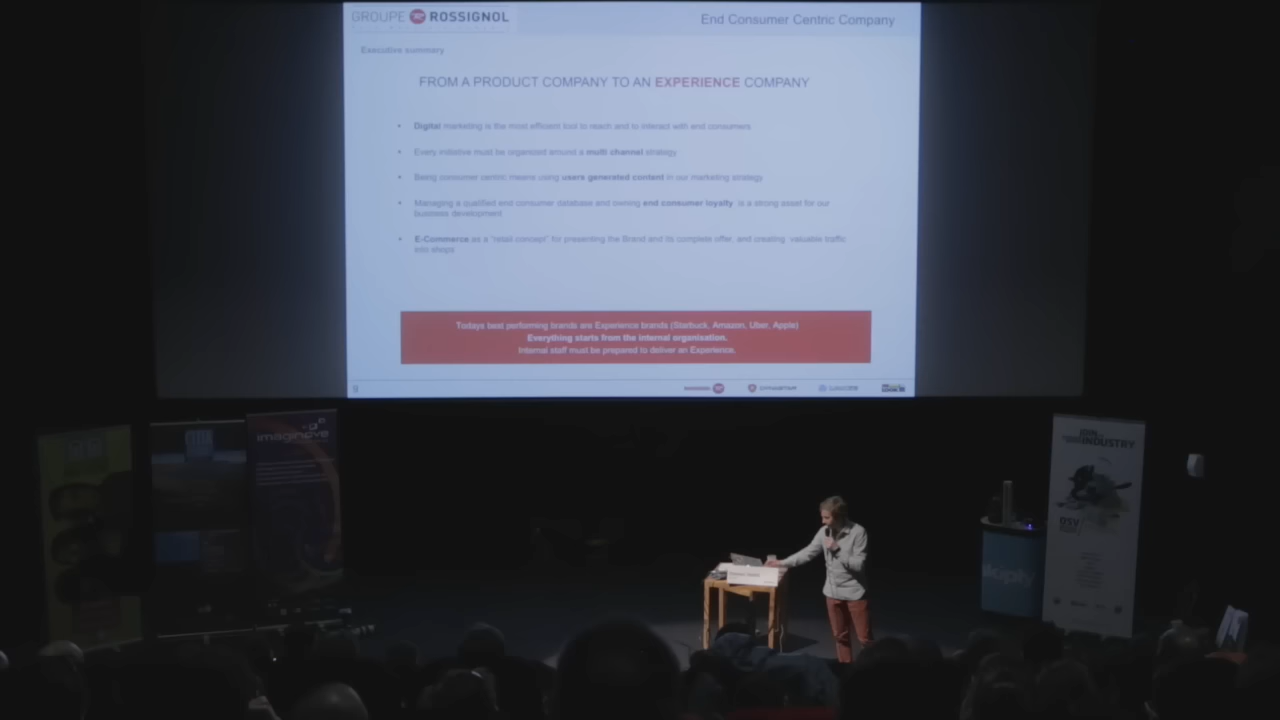 GROUPE ROSSIGNOL
End Consumer Centric Company
Executive summary
FROM A PRODUCT COMPANY TO AN EXPERIENCE COMPANY
• Digital marketing is the most efficient tool to reach and to interact with end consumers
• Every initiative must be organized around a multi channel strategy
• Being consumer centric means using users generated content in our marketing strategy
• Managing a qualified end consumer database and owning end consumer loyalty is a strong asset for our
business development
• E-Commerce as a "retail concept" for presenting the Brand and its complete offer, and creating valuable traffic
into shops
Todays best performing brands are Experience brands (Starbuck, Amazon, Uber, Apple)
Everything starts from the internal organisation.
Internal staff must be prepared to deliver an Experience.
imaginove
JOIN
INDUSTRY
DSV
skiply